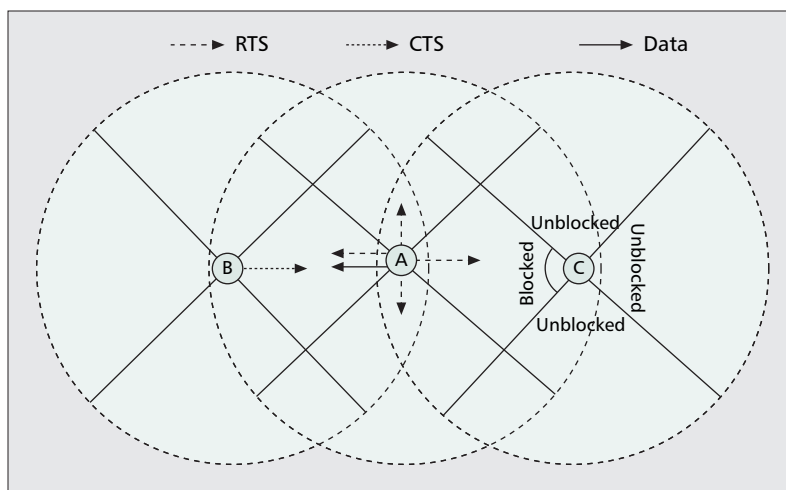 RTS
CTS
Data
Unblocked
B
A
Blocked
C
Unblocked
Unblocked